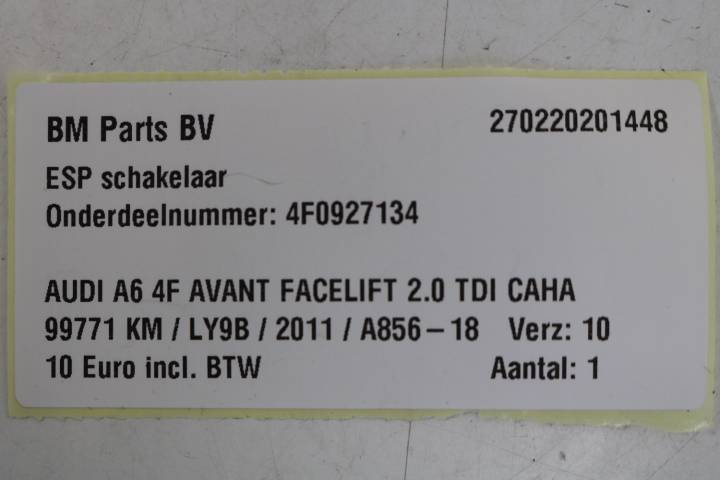 BM Parts BV 270220201448
ESP schakelaar
Onderdeelnummer: 4F0927134
AUDI A6 4F AVANT FACELIFT 2.0 TDI CAHA
99771 KM / LY9B / 2011 / A856 – 18 Verz: 10
10 Euro incl. BTW Aantal: 1